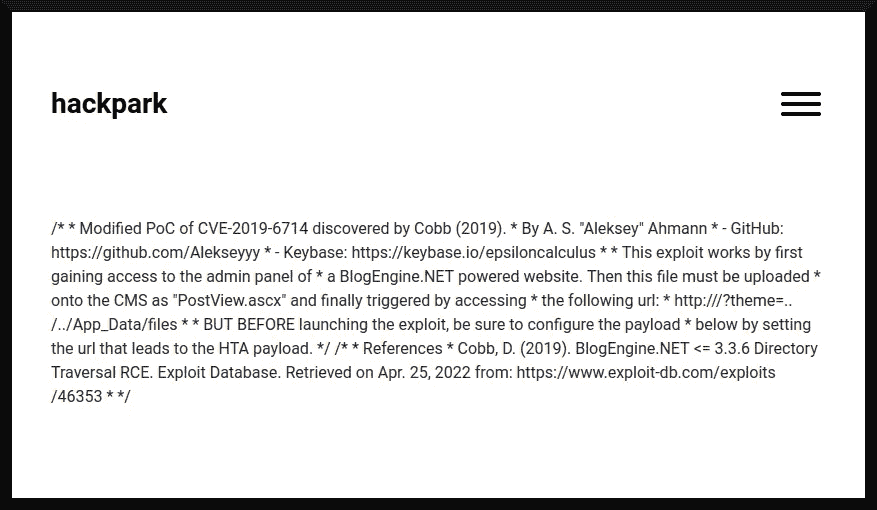 hackpark
/* * Modified PoC of CVE-2019-6714 discovered by Cobb (2019). * By A. S. "Aleksey" Ahmann * - GitHub:
https://github.com/Alekseyyy * - Keybase: https://keybase.io/epsiloncalculus * * This exploit works by first
gaining access to the admin panel of * a BlogEngine.NET powered website. Then this file must be uploaded *
onto the CMS as "PostView.ascx" and finally triggered by accessing * the following url: * http:///?theme=..
/../App_Data/files * * BUT BEFORE launching the exploit, be sure to configure the payload * below by setting
the url that leads to the HTA payload. */ /* * References * Cobb, D. (2019). BlogEngine.NET <= 3.3.6 Directory
Traversal RCE. Exploit Database. Retrieved on Apr. 25, 2022 from: https://www.exploit-db.com/exploits
/46353 * */